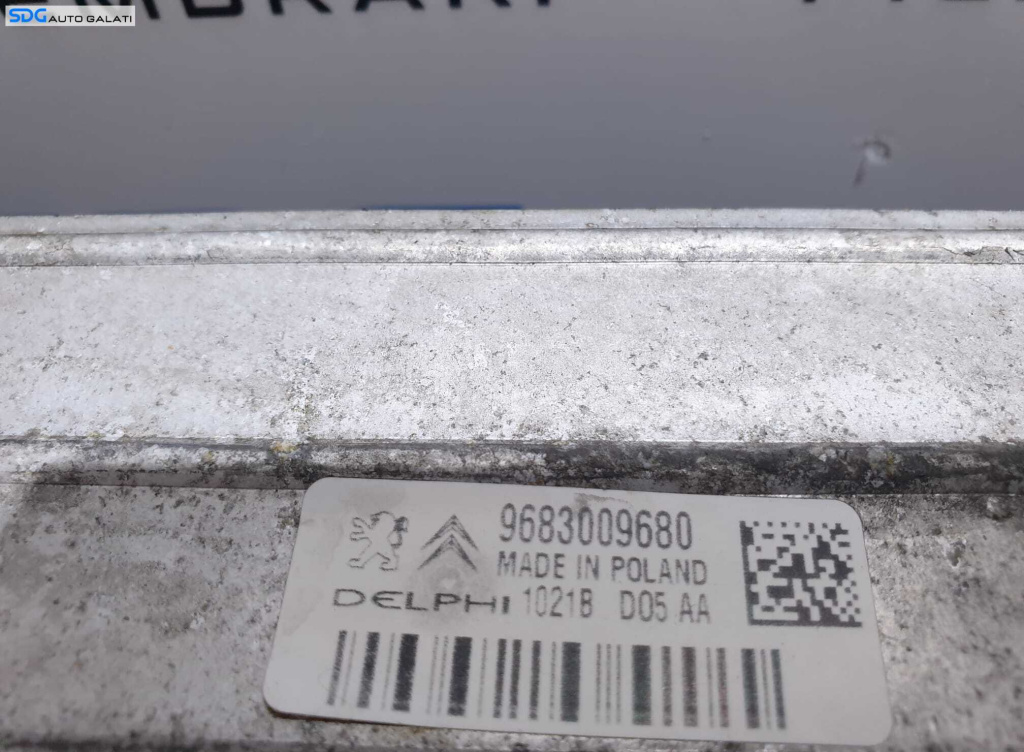 SDG AUTO GALATI
9683009680
MADE IN POLAND
DELPHI 1021B D05 AA